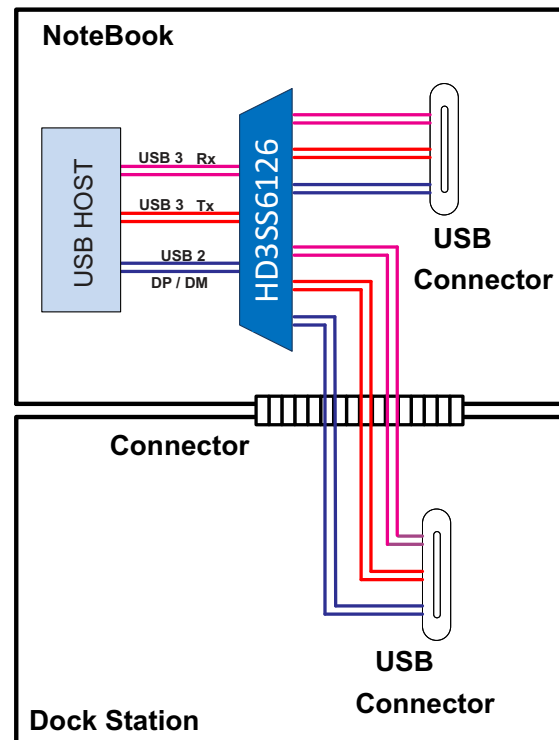 NoteBook
USB HOST
USB 3 Rx
USB 3 Tx
USB 2
DP / DM
HD3SS6126
USB
Connector
Connector
USB
Connector
Dock Station